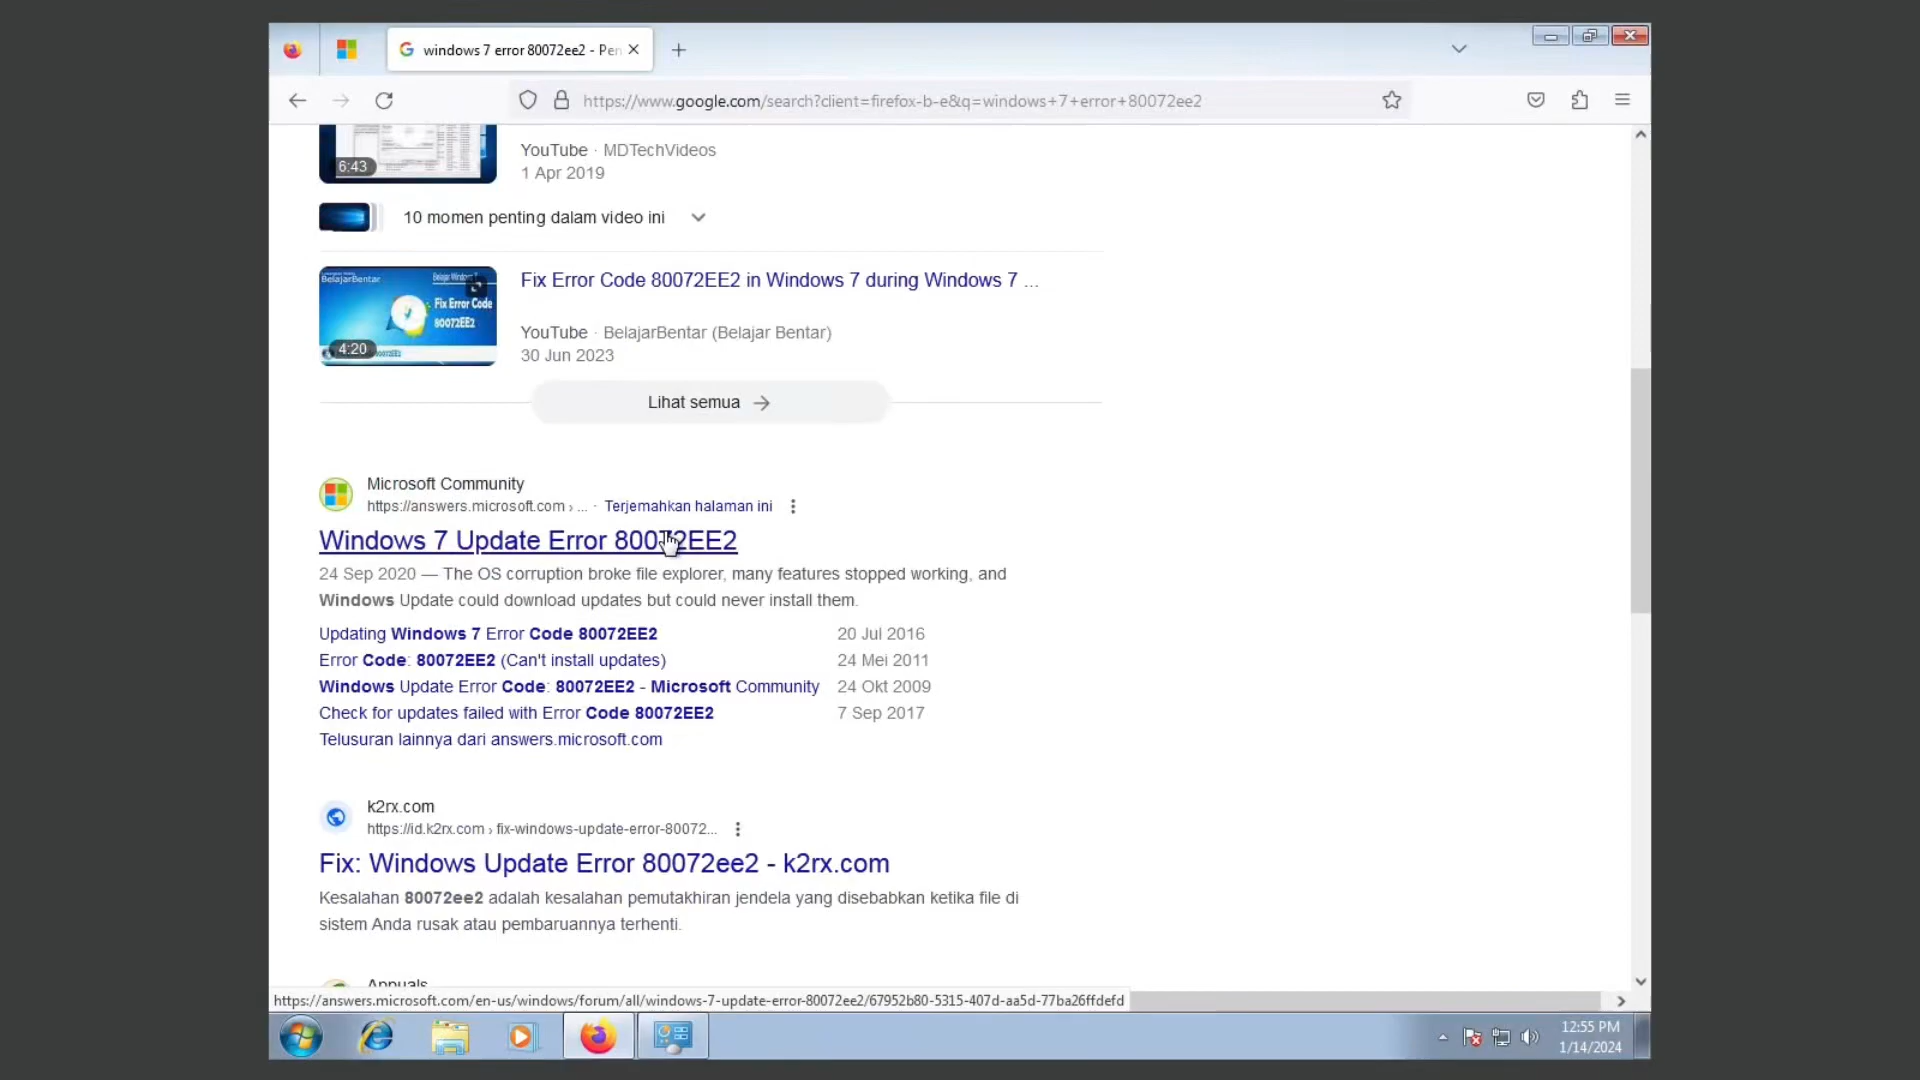 windows 7 error 80072ee2 - Pen
https://www.google.com/search?client=firefox-b-e&q=windows+7+error+80072ee2
6:43
YouTube · MDTechVideos
1 Apr 2019
10 momen penting dalam video ini
BelajarBentar
Fix Error Code
80072EE2
4:20
Fix Error Code 80072EE2 in Windows 7 during Windows 7 ...
YouTube · BelajarBentar (Belajar Bentar)
30 Jun 2023
Lihat semua
Microsoft Community
https://answers.microsoft.com › ... · Terjemahkan halaman ini
Windows 7 Update Error 80072EE2
24 Sep 2020 — The OS corruption broke file explorer, many features stopped working, and
Windows Update could download updates but could never install them.
Updating Windows 7 Error Code 80072EE2 20 Jul 2016
Error Code: 80072EE2 (Can't install updates) 24 Mei 2011
Windows Update Error Code: 80072EE2 - Microsoft Community 24 Okt 2009
Check for updates failed with Error Code 80072EE2 7 Sep 2017
Telusuran lainnya dari answers.microsoft.com
k2rx.com
https://id.k2rx.com › fix-windows-update-error-80072...
Fix: Windows Update Error 80072ee2 - k2rx.com
Kesalahan 80072ee2 adalah kesalahan pemutakhiran jendela yang disebabkan ketika file di
sistem Anda rusak atau pembaruannya terhenti.
Appuals
https://answers.microsoft.com/en-us/windows/forum/all/windows-7-update-error-80072ee2/67952b80-5315-407d-aa5d-77ba26ffdefd
12:55 PM
1/14/2024